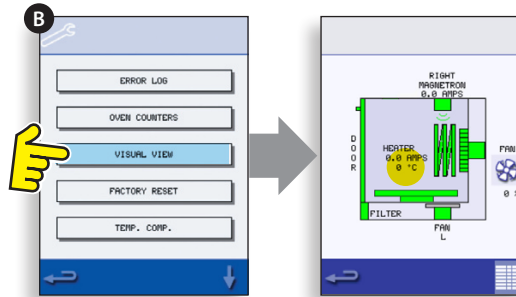 B
ERROR LOG
OVEN COUNTERS
VISUAL VIEW
FACTORY RESET
TEMP. COMP.
RIGHT
MAGNETRON
0.0 AMPS
DOOR
HEATER
0.0 AMPS
0 °C
FAN
0
FILTER
FAN
L